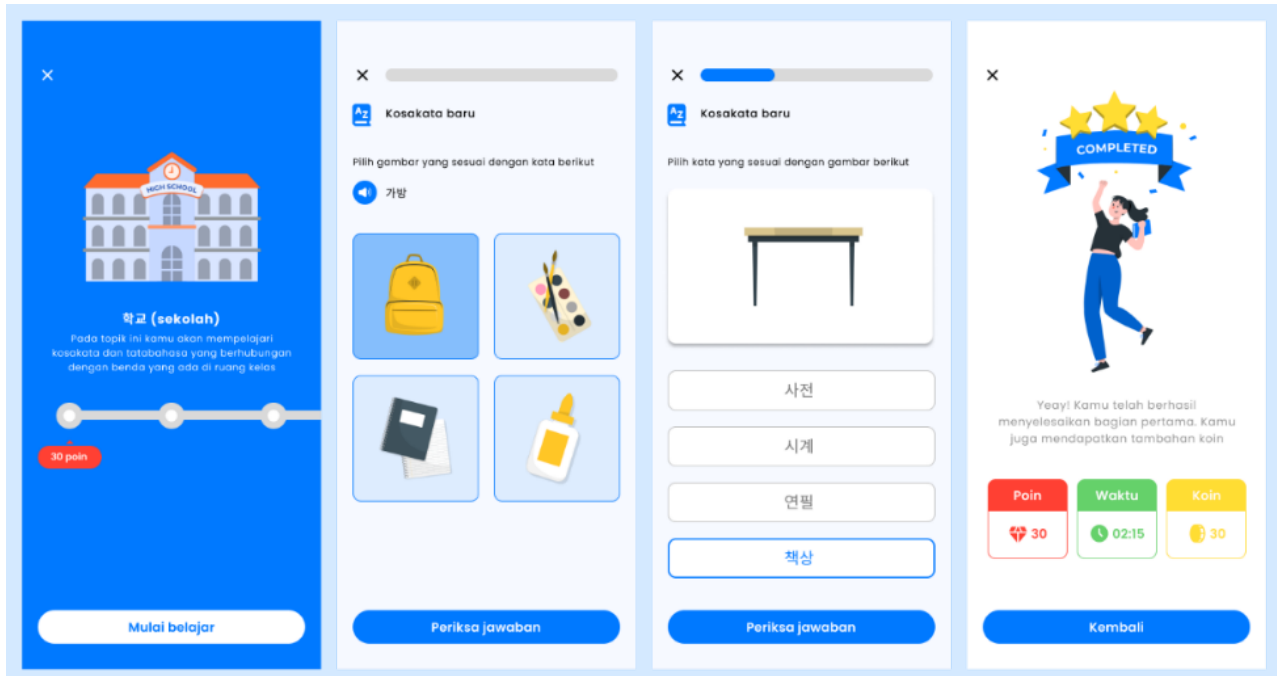 HIGH SCHOOL
학교 (sekolah)
Pada topik ini kamu akan mempelajari
kosakata dan tatabahasa yang berhubungan
dengan benda yang ada di ruang kelas
30 poin
Mulai belajar
Kosakata baru
Pilih gambar yang sesuai dengan kata berikut
가방
Periksa jawaban
Kosakata baru
Pilih kata yang sesuai dengan gambar berikut
사전
시계
연필
책상
Periksa jawaban
COMPLETED
Yeay! Kamu telah berhasil
menyelesaikan bagian pertama. Kamu
juga mendapatkan tambahan koin
Poin
Waktu
Koin
30
02:15
30
Kembali